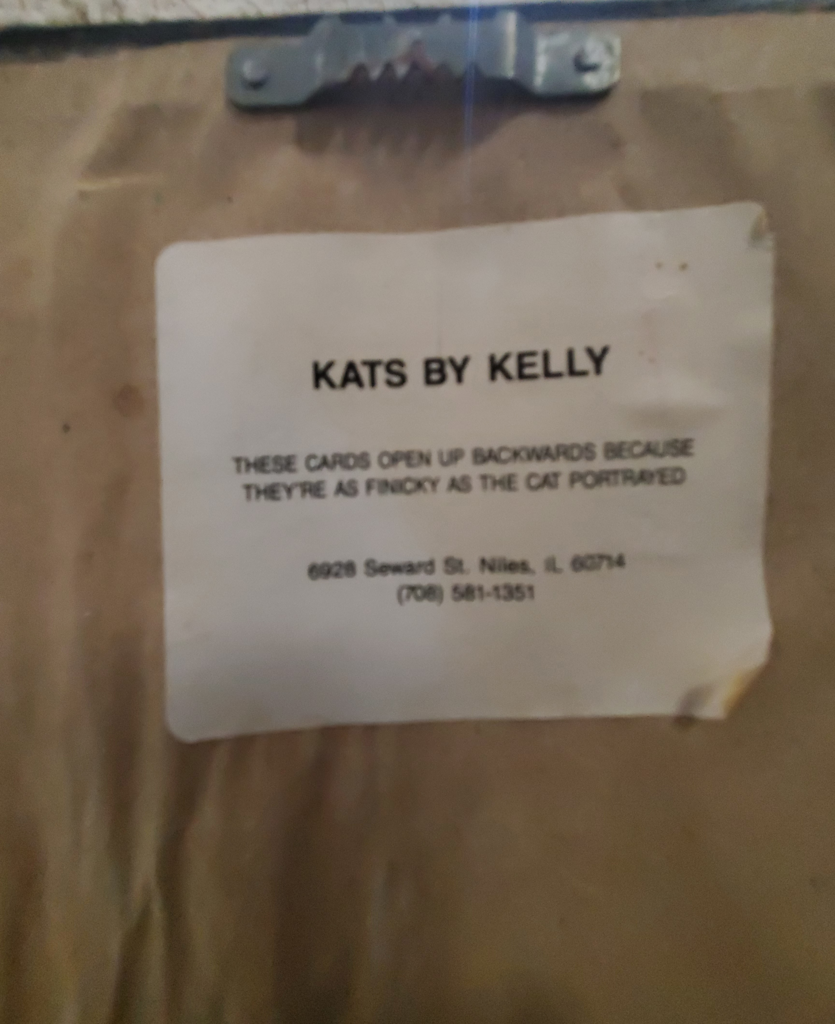 KATS BY KELLY
THESE CARDS OPEN UP BACKWARDS BECAUSE
THEY'RE AS FINICKY AS THE CAT PORTRAYED
6928 Seward St. Niles, IL 60714
(708) 581-1351